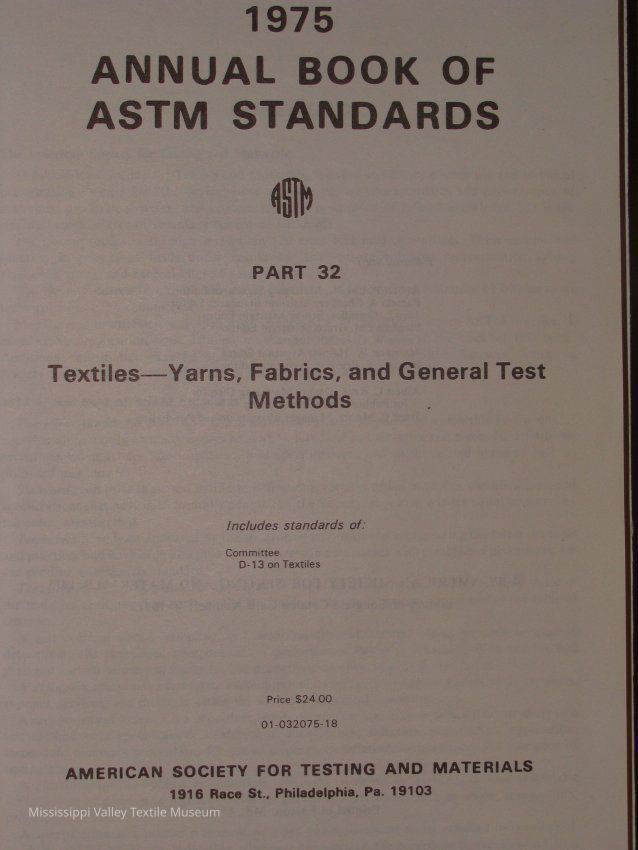 1975
ANNUAL BOOK OF
ASTM STANDARDS
ASTM
PART 32
Textiles—Yarns, Fabrics, and General Test
Methods
Includes standards of:
Committee
D-13 on Textiles
Price $24.00
01-032075-18
AMERICAN SOCIETY FOR TESTING AND MATERIALS
1916 Race St., Philadelphia, Pa. 19103
Mississippi Valley Textile Museum